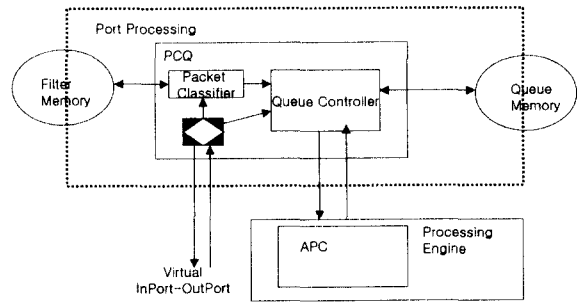 Port Processing
PCQ
Filter
Memory
Packet
Classifier
Queue Controller
Queue
Memory
APC
Processing
Engine
Virtual
InPort-OutPort